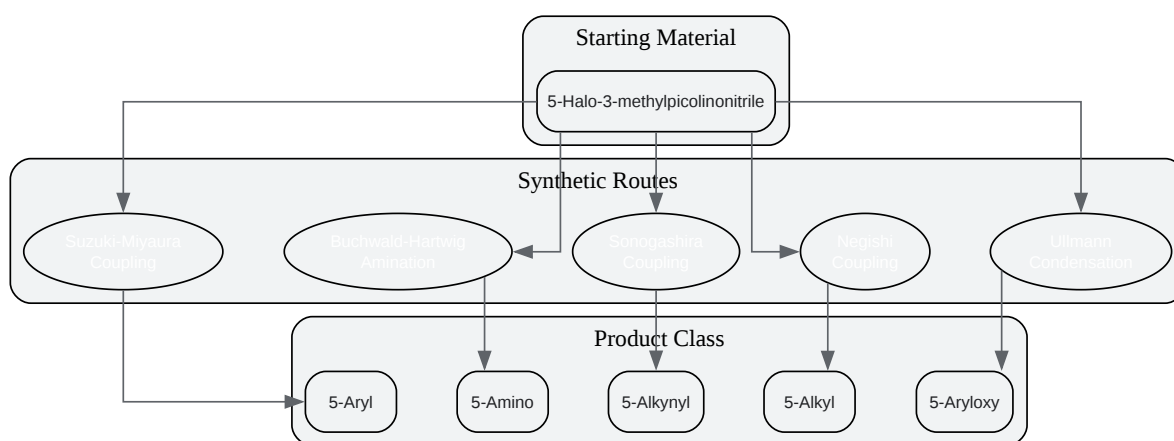 Starting Material
5-Halo-3-methylpicolinonitrile
Synthetic Routes
Suzuki-Miyaura
Coupling
Buchwald-Hartwig
Amination
Sonogashira
Coupling
Negishi
Coupling
Ullmann
Condensation
Product Class
5-Aryl
5-Amino
5-Alkynyl
5-Alkyl
5-Aryloxy